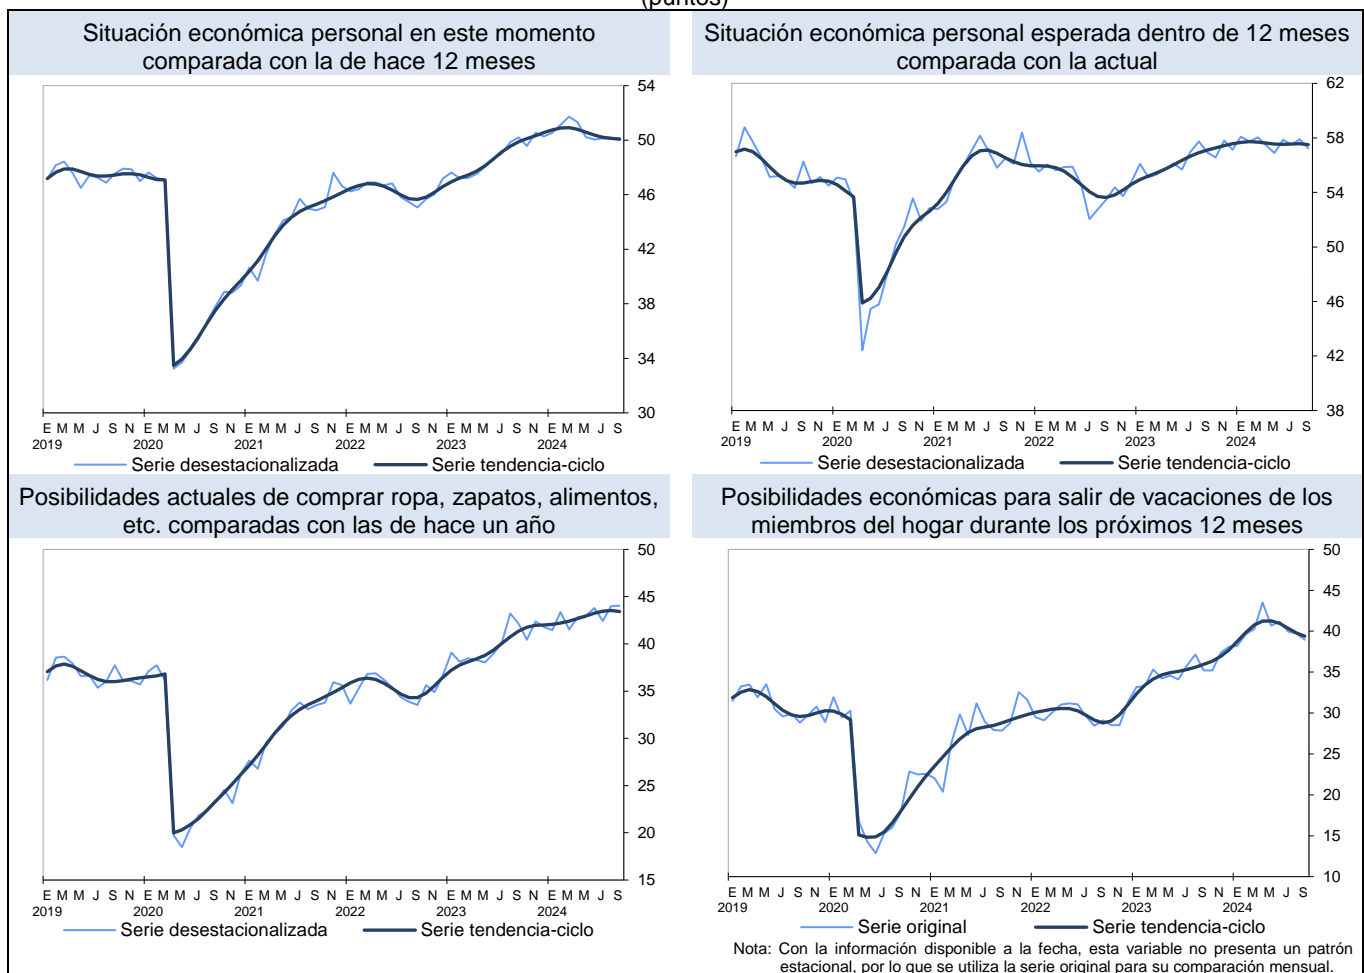 (puntos)
Situación económica personal en este momento
comparada con la de hace 12 meses
54
50
46
42
38
34
30
E M M J S N E M M J S N E M M J S N E M M J S N E M M J S N E M M J S
2019 2020 2021 2022 2023 2024
Serie desestacionalizada Serie tendencia-ciclo
Situación económica personal esperada dentro de 12 meses
comparada con la actual
62
58
54
50
46
42
38
E M M J S N E M M J S N E M M J S N E M M J S N E M M J S N E M M J S
2019 2020 2021 2022 2023 2024
Serie desestacionalizada Serie tendencia-ciclo
Posibilidades actuales de comprar ropa, zapatos, alimentos,
etc. comparadas con las de hace un año
50
45
40
35
30
25
20
15
E M M J S N E M M J S N E M M J S N E M M J S N E M M J S N E M M J S
2019 2020 2021 2022 2023 2024
Serie desestacionalizada Serie tendencia-ciclo
Posibilidades económicas para salir de vacaciones de los
miembros del hogar durante los próximos 12 meses
50
45
40
35
30
25
20
15
10
E M M J S N E M M J S N E M M J S N E M M J S N E M M J S N E M M J S
2019 2020 2021 2022 2023 2024
Serie original Serie tendencia-ciclo
Nota: Con la información disponible a la fecha, esta variable no presenta un patrón
estacional, por lo que se utiliza la serie original para su comparación mensual.